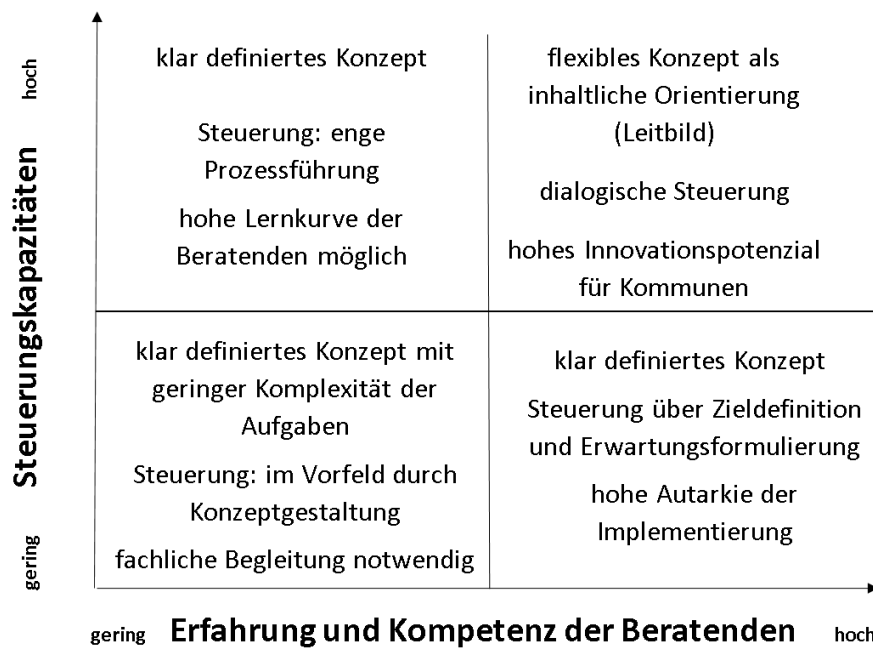 hoch
Steuerungskapazitäten
gering
klar definiertes Konzept
Steuerung: enge
Prozessführung
hohe Lernkurve der
Beratenden möglich
flexibles Konzept als
inhaltliche Orientierung
(Leitbild)
dialogische Steuerung
hohes Innovationspotenzial
für Kommunen
klar definiertes Konzept mit
geringer Komplexität der
Aufgaben
Steuerung: im Vorfeld durch
Konzeptgestaltung
fachliche Begleitung notwendig
klar definiertes Konzept
Steuerung über Zieldefinition
und Erwartungsformulierung
hohe Autarkie der
Implementierung
gering Erfahrung und Kompetenz der Beratenden hoch